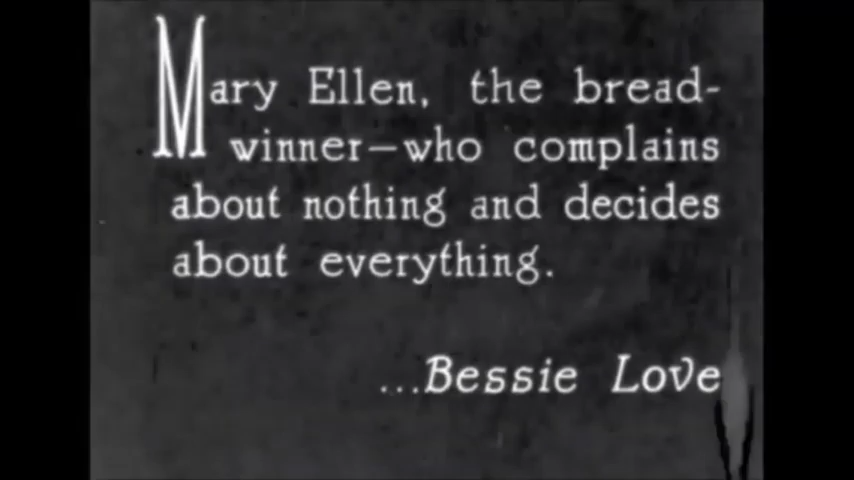 Mary Ellen, the bread-
winner—who complains
about nothing and decides
about everything.
...Bessie Love